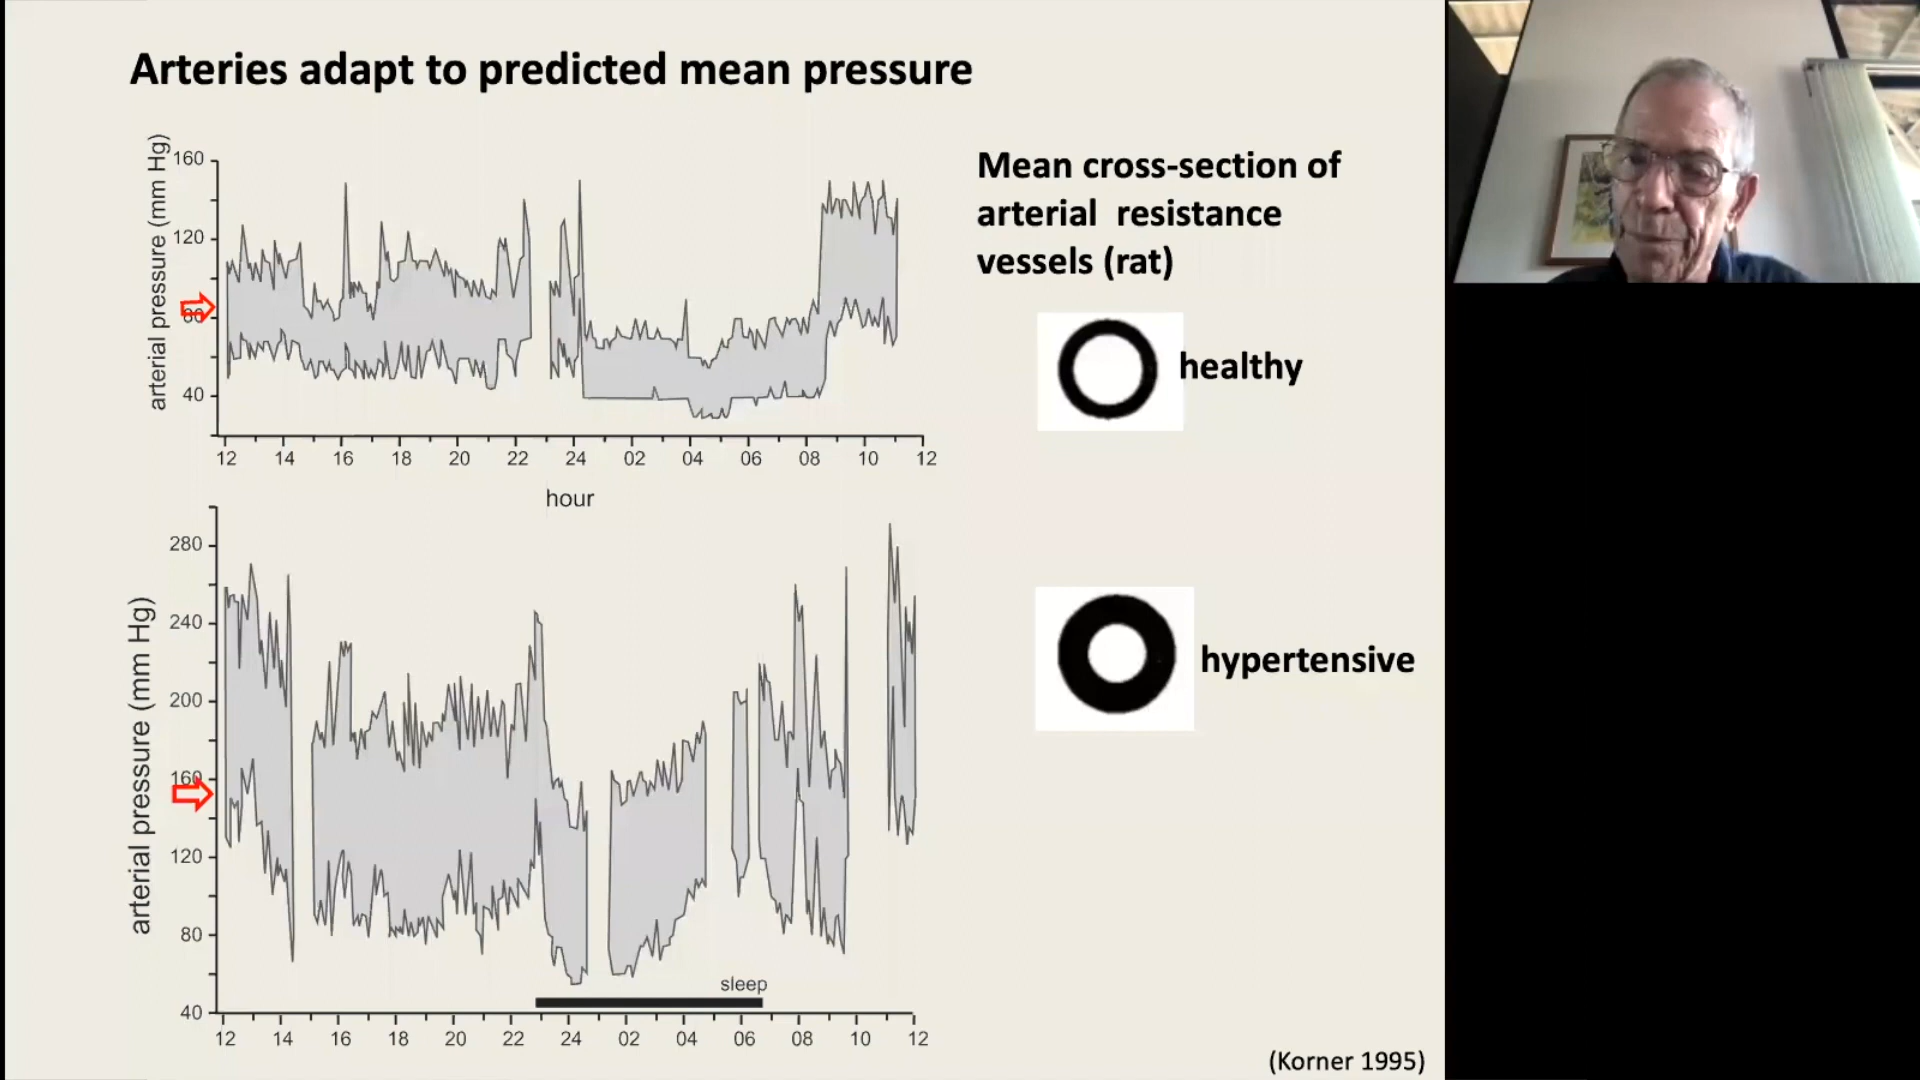 Arteries adapt to predicted mean pressure
arterial pressure (mm Hg)
160
120
80
40
12 14 16 18 20 22 24 02 04 06 08 10 12
hour
Mean cross-section of
arterial resistance
vessels (rat)
healthy
arterial pressure (mm Hg)
280
240
200
160
120
80
40
sleep
12 14 16 18 20 22 24 02 04 06 08 10 12
hypertensive
(Korner 1995)